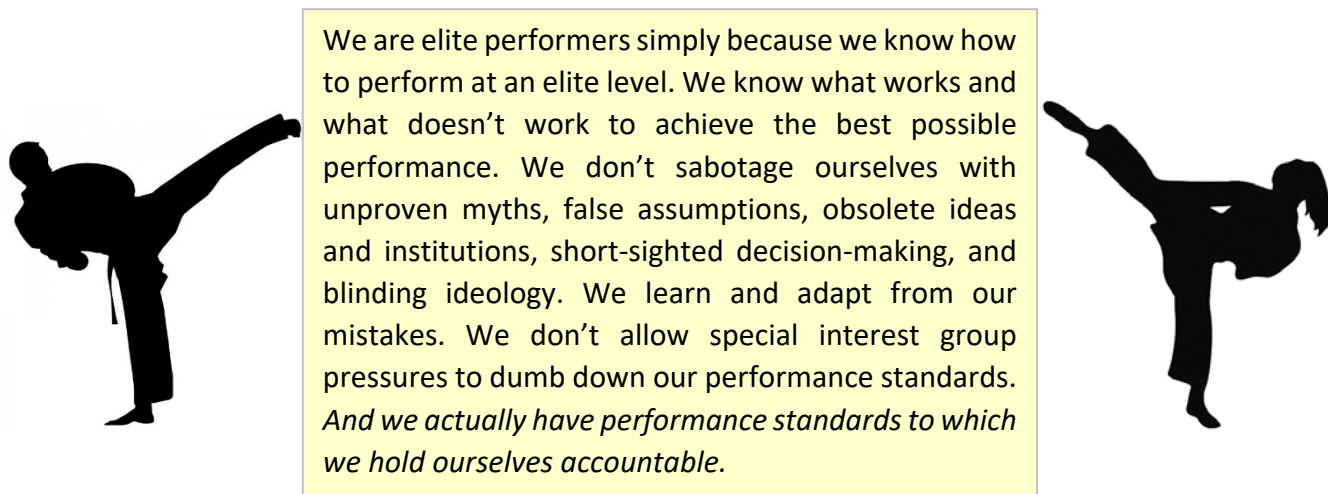 We are elite performers simply because we know how
to perform at an elite level. We know what works and
what doesn’t work to achieve the best possible
performance. We don’t sabotage ourselves with
unproven myths, false assumptions, obsolete ideas
and institutions, short-sighted decision-making, and
blinding ideology. We learn and adapt from our
mistakes. We don’t allow special interest group
pressures to dumb down our performance standards.
And we actually have performance standards to which
we hold ourselves accountable.